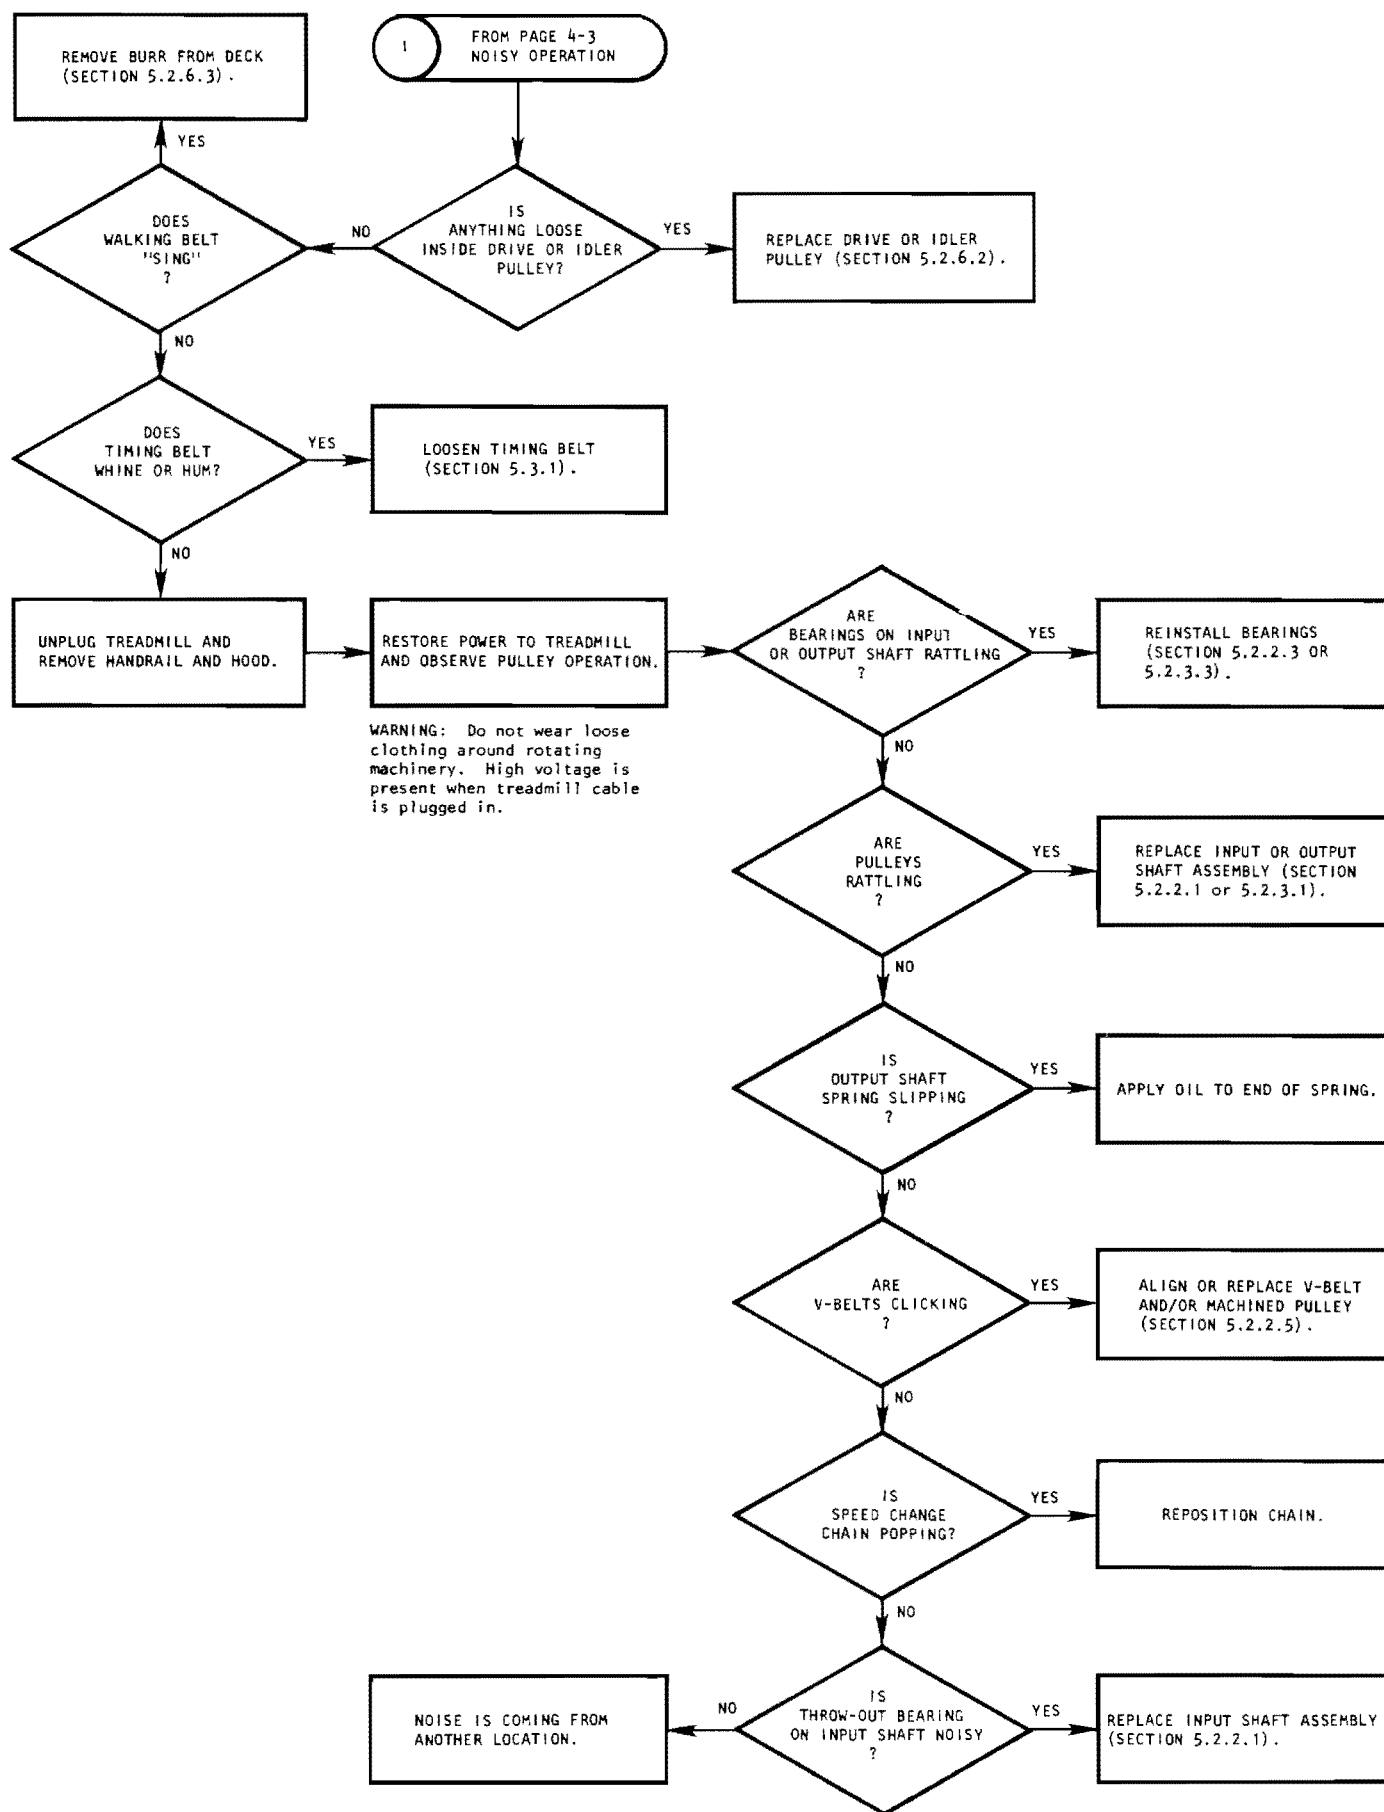 REMOVE BURR FROM DECK
(SECTION 5.2.6.3).
1
FROM PAGE 4-3
NOISY OPERATION
YES
DOES
WALKING BELT
"SING"
?
NO
IS
ANYTHING LOOSE
INSIDE DRIVE OR IDLER
PULLEY?
YES
REPLACE DRIVE OR IDLER
PULLEY (SECTION 5.2.6.2).
NO
DOES
TIMING BELT
WHINE OR HUM?
YES
LOOSEN TIMING BELT
(SECTION 5.3.1).
NO
UNPLUG TREADMILL AND
REMOVE HANDRAIL AND HOOD.
RESTORE POWER TO TREADMILL
AND OBSERVE PULLEY OPERATION.
WARNING: Do not wear loose
clothing around rotating
machinery. High voltage is
present when treadmill cable
is plugged in.
ARE
BEARINGS ON INPUT
OR OUTPUT SHAFT RATTLING
?
YES
REINSTALL BEARINGS
(SECTION 5.2.2.3 OR
5.2.3.3).
NO
ARE
PULLEYS
RATTLING
?
YES
REPLACE INPUT OR OUTPUT
SHAFT ASSEMBLY (SECTION
5.2.2.1 or 5.2.3.1).
NO
IS
OUTPUT SHAFT
SPRING SLIPPING
?
YES
APPLY OIL TO END OF SPRING.
NO
ARE
V-BELTS CLICKING
?
YES
ALIGN OR REPLACE V-BELT
AND/OR MACHINED PULLEY
(SECTION 5.2.2.5).
NO
IS
SPEED CHANGE
CHAIN POPPING?
YES
REPOSITION CHAIN.
NO
IS
THROW-OUT BEARING
ON INPUT SHAFT NOISY
?
YES
REPLACE INPUT SHAFT ASSEMBLY
(SECTION 5.2.2.1).
NO
NOISE IS COMING FROM
ANOTHER LOCATION.